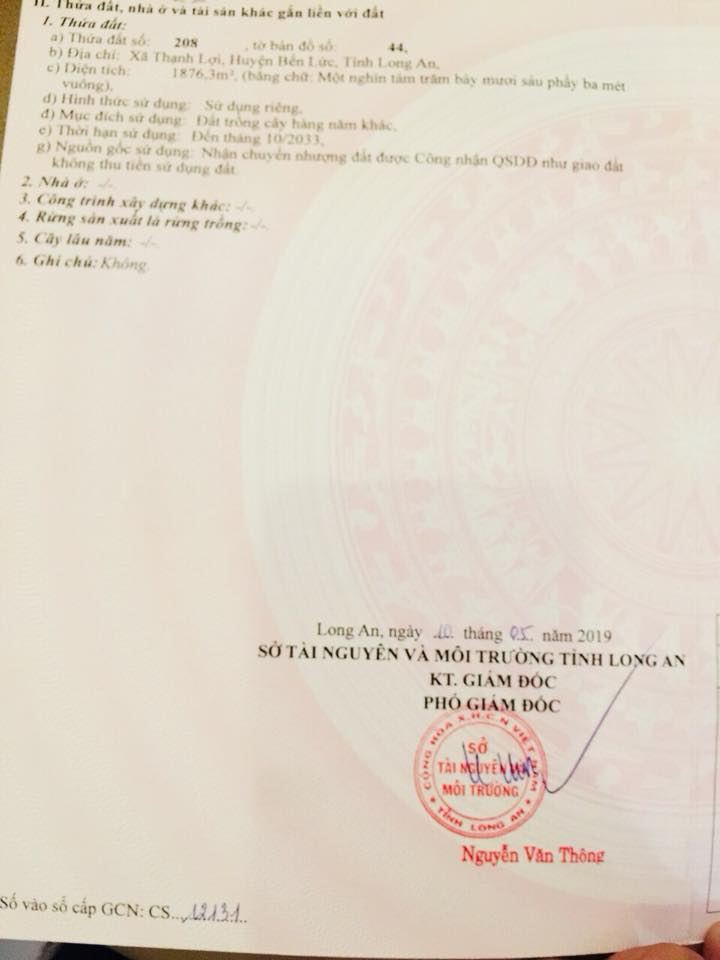 II. Thửa đất, nhà ở và tài sản khác gắn liền với đất
1. Thửa đất:
a) Thửa đất số: 208 , tờ bản đồ số: 44,
b) Địa chỉ: Xã Thạnh Lợi, Huyện Bến Lức, Tỉnh Long An,
c) Diện tích: 1876,3m², (bằng chữ: Một nghìn tám trăm bảy mươi sáu phẩy ba mét
vuông),
d) Hình thức sử dụng: Sử dụng riêng,
đ) Mục đích sử dụng: Đất trồng cây hàng năm khác,
e) Thời hạn sử dụng: Đến tháng 10/2033,
g) Nguồn gốc sử dụng: Nhận chuyển nhượng đất được Công nhận QSDĐ như giao đất
không thu tiền sử dụng đất.
2. Nhà ở: -/-.
3. Công trình xây dựng khác: -/-.
4. Rừng sản xuất là rừng trồng: -/-.
5. Cây lâu năm: -/-.
6. Ghi chú: Không.
Long An, ngày 10 tháng 05 năm 2019
SỞ TÀI NGUYÊN VÀ MÔI TRƯỜNG TỈNH LONG AN
KT. GIÁM ĐỐC
PHÓ GIÁM ĐỐC
CỘNG HÒA X.H.C.N VIỆT NAM
SỞ
TÀI NGUYÊN
MÔI TRƯỜNG
TỈNH LONG AN
Nguyễn Văn Thông
Số vào sổ cấp GCN: CS...12131..